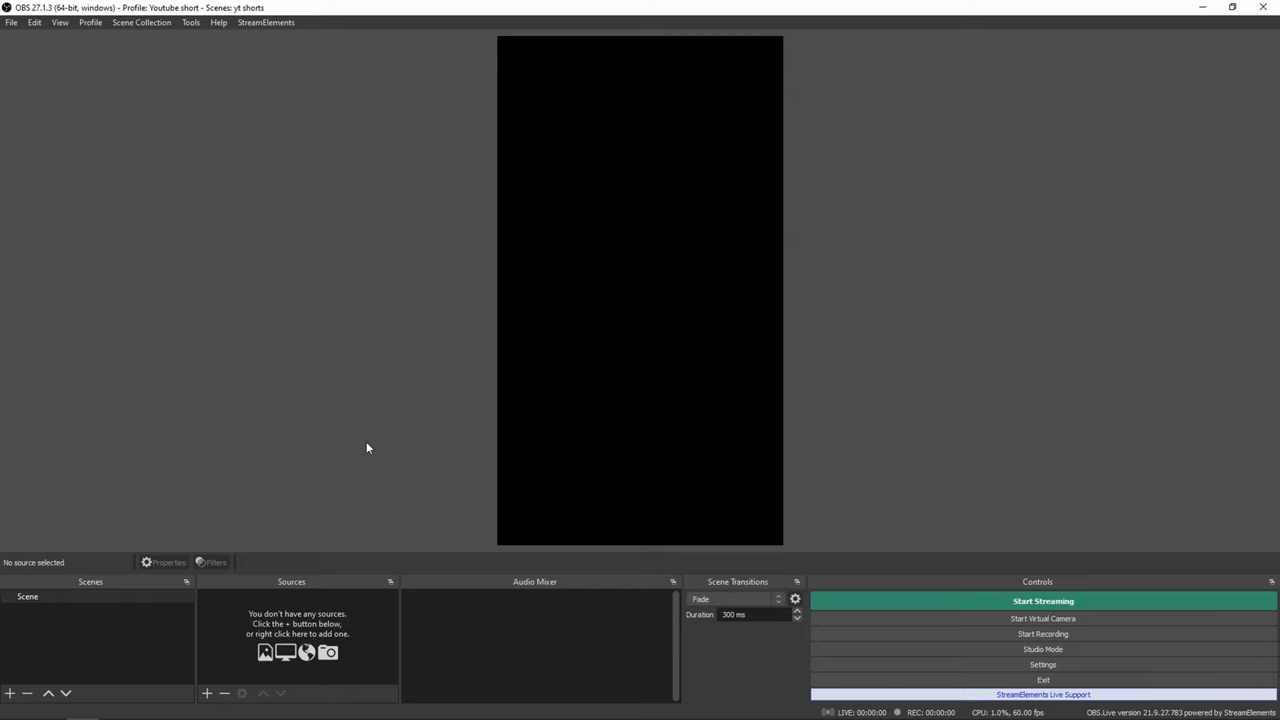 OBS 27.1.3 (64-bit, windows) - Profile: Youtube short - Scenes: yt shorts
File Edit View Profile Scene Collection Tools Help StreamElements
No source selected Properties Filters
Scenes Sources Audio Mixer Scene Transitions Controls
Scene
You don't have any sources.
Click the + button below,
or right click here to add one.
Fade
Duration 300 ms
Start Streaming
Start Virtual Camera
Start Recording
Studio Mode
Settings
Exit
StreamElements Live Support
LIVE: 00:00:00 REC: 00:00:00 CPU: 1.0%, 60.00 fps OBS.Live version 21.9.27.783 powered by StreamElements